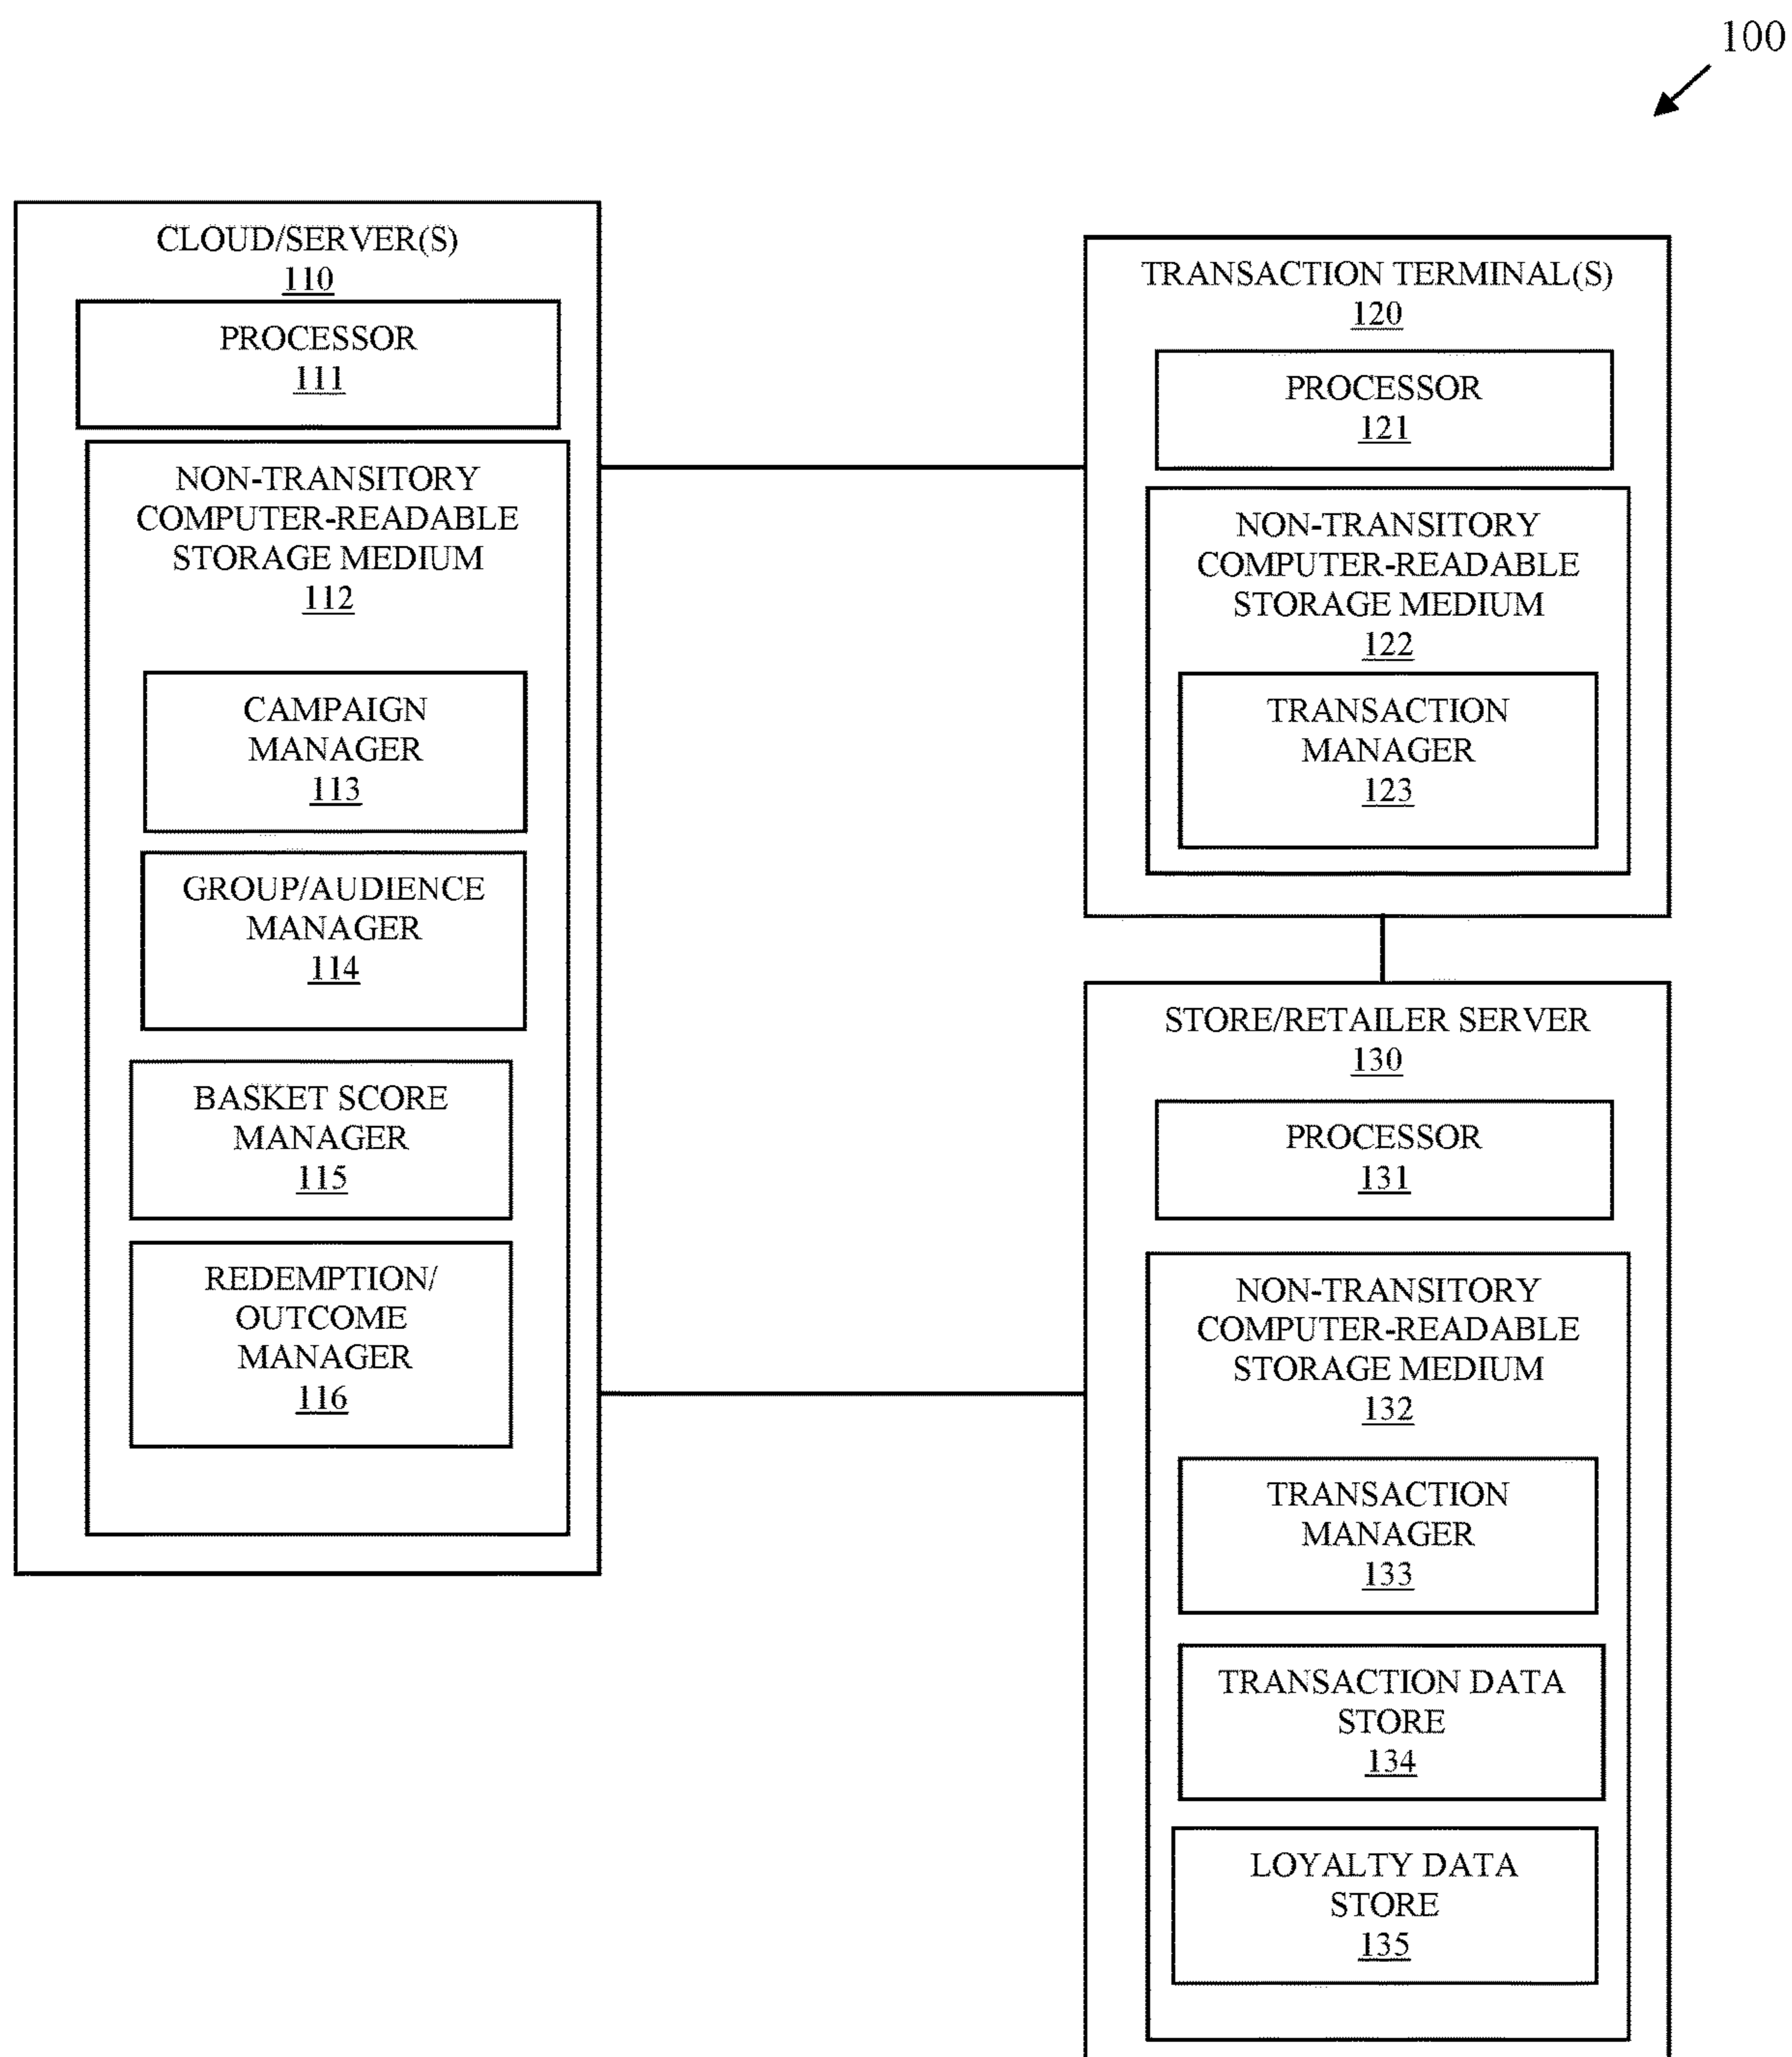 100
CLOUD/SERVER(S)
110
PROCESSOR
111
NON-TRANSITORY
COMPUTER-READABLE
STORAGE MEDIUM
112
CAMPAIGN
MANAGER
113
GROUP/AUDIENCE
MANAGER
114
BASKET SCORE
MANAGER
115
REDEMPTION/
OUTCOME
MANAGER
116
TRANSACTION TERMINAL(S)
120
PROCESSOR
121
NON-TRANSITORY
COMPUTER-READABLE
STORAGE MEDIUM
122
TRANSACTION
MANAGER
123
STORE/RETAILER SERVER
130
PROCESSOR
131
NON-TRANSITORY
COMPUTER-READABLE
STORAGE MEDIUM
132
TRANSACTION
MANAGER
133
TRANSACTION DATA
STORE
134
LOYALTY DATA
STORE
135